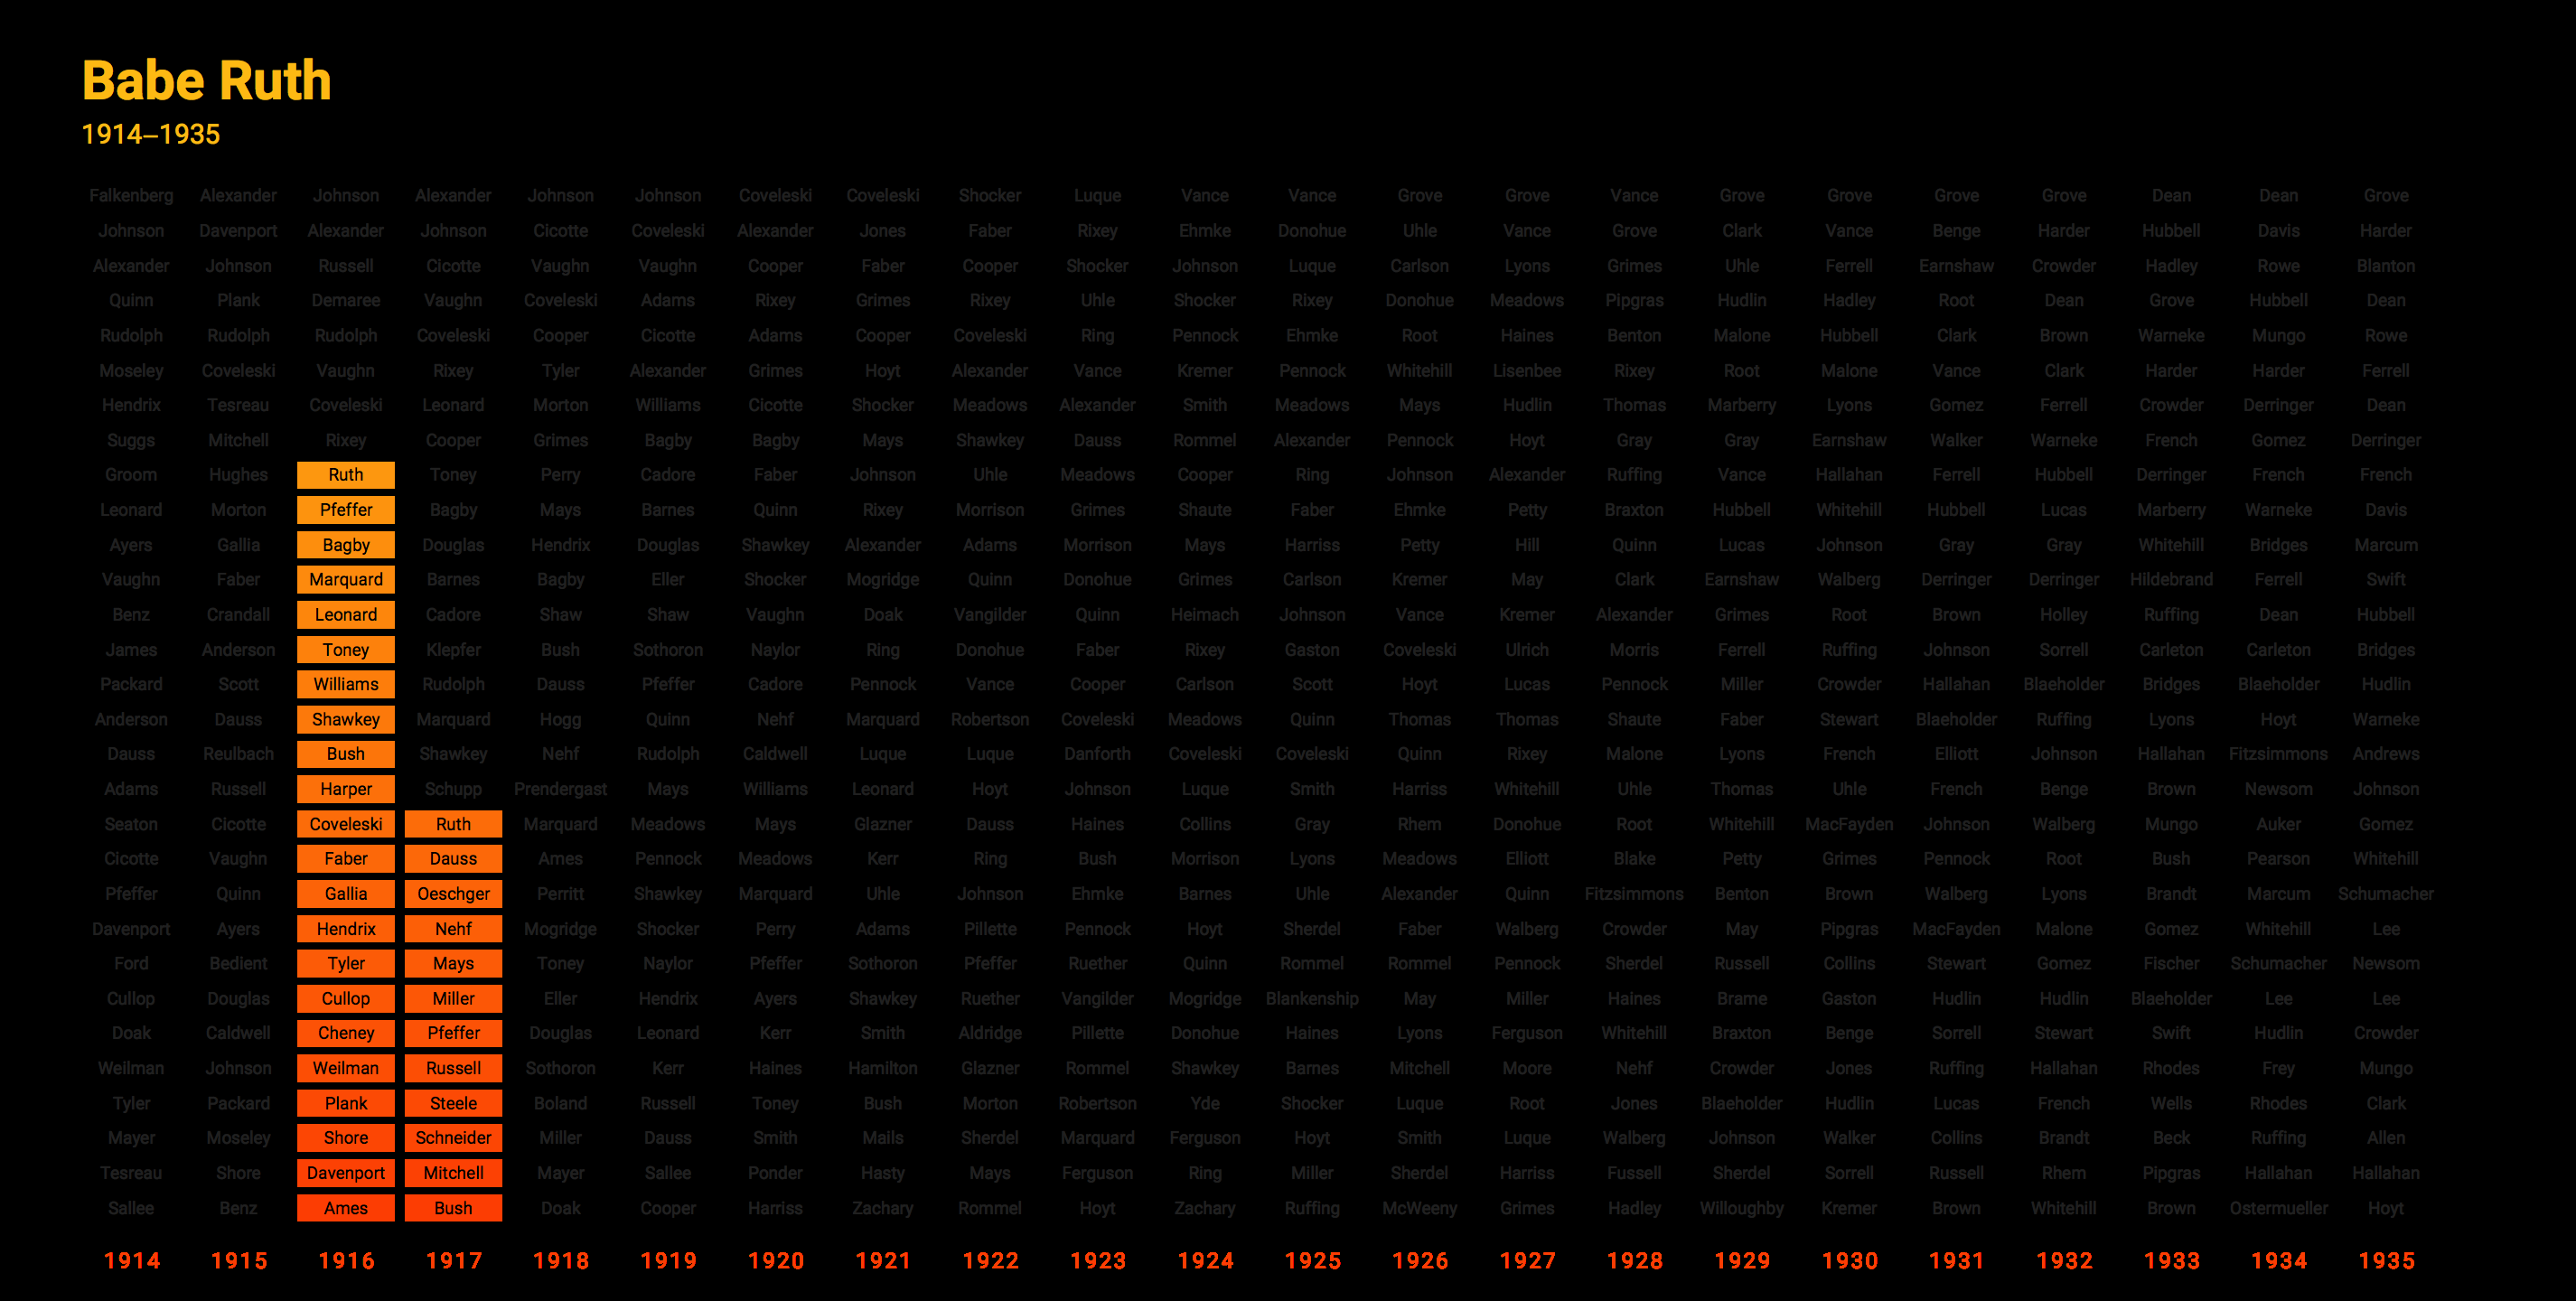 Babe Ruth
1914–1935
Falkenberg Alexander Johnson Alexander Johnson Johnson Coveleski Coveleski Shocker Luque Vance Vance Grove Grove Vance Grove Grove Grove Grove Dean Dean Grove
Johnson Davenport Alexander Johnson Cicotte Coveleski Alexander Jones Faber Rixey Ehmke Donohue Uhle Vance Grove Clark Vance Benge Harder Hubbell Davis Harder
Alexander Johnson Russell Cicotte Vaughn Vaughn Cooper Faber Cooper Shocker Johnson Luque Carlson Lyons Grimes Uhle Ferrell Earnshaw Crowder Hadley Rowe Blanton
Quinn Plank Demaree Vaughn Coveleski Adams Rixey Grimes Rixey Uhle Shocker Rixey Donohue Meadows Pipgras Hudlin Hadley Root Dean Grove Hubbell Dean
Rudolph Rudolph Rudolph Coveleski Cooper Cicotte Adams Cooper Coveleski Ring Pennock Ehmke Root Haines Benton Malone Hubbell Clark Brown Warneke Mungo Rowe
Moseley Coveleski Vaughn Rixey Tyler Alexander Grimes Hoyt Alexander Vance Kremer Pennock Whitehill Lisenbee Rixey Root Malone Vance Clark Harder Harder Ferrell
Hendrix Tesreau Coveleski Leonard Morton Williams Cicotte Shocker Meadows Alexander Smith Meadows Mays Hudlin Thomas Marberry Lyons Gomez Ferrell Crowder Derringer Dean
Suggs Mitchell Rixey Cooper Grimes Bagby Bagby Mays Shawkey Dauss Rommel Alexander Pennock Hoyt Gray Gray Earnshaw Walker Warneke French Gomez Derringer
Groom Hughes Ruth Toney Perry Cadore Faber Johnson Uhle Meadows Cooper Ring Johnson Alexander Ruffing Vance Hallahan Ferrell Hubbell Derringer French French
Leonard Morton Pfeffer Bagby Mays Barnes Quinn Rixey Morrison Grimes Shaute Faber Ehmke Petty Braxton Hubbell Whitehill Hubbell Lucas Marberry Warneke Davis
Ayers Gallia Bagby Douglas Hendrix Douglas Shawkey Alexander Adams Morrison Mays Harriss Petty Hill Quinn Lucas Johnson Gray Gray Whitehill Bridges Marcum
Vaughn Faber Marquard Barnes Bagby Eller Shocker Mogridge Quinn Donohue Grimes Carlson Kremer May Clark Earnshaw Walberg Derringer Derringer Hildebrand Ferrell Swift
Benz Crandall Leonard Cadore Shaw Shaw Vaughn Doak Vangilder Quinn Heimach Johnson Vance Kremer Alexander Grimes Root Brown Holley Ruffing Dean Hubbell
James Anderson Toney Klepfer Bush Sothoron Naylor Ring Donohue Faber Rixey Gaston Coveleski Ulrich Morris Ferrell Ruffing Johnson Sorrell Carleton Carleton Bridges
Packard Scott Williams Rudolph Dauss Pfeffer Cadore Pennock Vance Cooper Carlson Scott Hoyt Lucas Pennock Miller Crowder Hallahan Blaeholder Bridges Blaeholder Hudlin
Anderson Dauss Shawkey Marquard Hogg Quinn Nehf Marquard Robertson Coveleski Meadows Quinn Thomas Thomas Shaute Faber Stewart Blaeholder Ruffing Lyons Hoyt Warneke
Dauss Reulbach Bush Shawkey Nehf Rudolph Caldwell Luque Luque Danforth Coveleski Coveleski Quinn Rixey Malone Lyons French Elliott Johnson Hallahan Fitzsimmons Andrews
Adams Russell Harper Schupp Prendergast Mays Williams Leonard Hoyt Johnson Luque Smith Harriss Whitehill Uhle Thomas Uhle French Benge Brown Newsom Johnson
Seaton Cicotte Coveleski Ruth Marquard Meadows Mays Glazner Dauss Haines Collins Gray Rhem Donohue Root Whitehill MacFayden Johnson Walberg Mungo Auker Gomez
Cicotte Vaughn Faber Dauss Ames Pennock Meadows Kerr Ring Bush Morrison Lyons Meadows Elliott Blake Petty Grimes Pennock Root Bush Pearson Whitehill
Pfeffer Quinn Gallia Oeschger Perritt Shawkey Marquard Uhle Johnson Ehmke Barnes Uhle Alexander Quinn Fitzsimmons Benton Brown Walberg Lyons Brandt Marcum Schumacher
Davenport Ayers Hendrix Nehf Mogridge Shocker Perry Adams Pillette Pennock Hoyt Sherdel Faber Walberg Crowder May Pipgras MacFayden Malone Gomez Whitehill Lee
Ford Bedient Tyler Mays Toney Naylor Pfeffer Sothoron Pfeffer Ruether Quinn Rommel Rommel Pennock Sherdel Russell Collins Stewart Gomez Fischer Schumacher Newsom
Cullop Douglas Cullop Miller Eller Hendrix Ayers Shawkey Ruether Vangilder Mogridge Blankenship May Miller Haines Brame Gaston Hudlin Hudlin Blaeholder Lee Lee
Doak Caldwell Cheney Pfeffer Douglas Leonard Kerr Smith Aldridge Pillette Donohue Haines Lyons Ferguson Whitehill Braxton Benge Sorrell Stewart Swift Hudlin Crowder
Weilman Johnson Weilman Russell Sothoron Kerr Haines Hamilton Glazner Rommel Shawkey Barnes Mitchell Moore Nehf Crowder Jones Ruffing Hallahan Rhodes Frey Mungo
Tyler Packard Plank Steele Boland Russell Toney Bush Morton Robertson Yde Shocker Luque Root Jones Blaeholder Hudlin Lucas French Wells Rhodes Clark
Mayer Moseley Shore Schneider Miller Dauss Smith Mails Sherdel Marquard Ferguson Hoyt Smith Luque Walberg Johnson Walker Collins Brandt Beck Ruffing Allen
Tesreau Shore Davenport Mitchell Mayer Sallee Ponder Hasty Mays Ferguson Ring Miller Sherdel Harriss Fussell Sherdel Sorrell Russell Rhem Pipgras Hallahan Hallahan
Sallee Benz Ames Bush Doak Cooper Harriss Zachary Rommel Hoyt Zachary Ruffing McWeeny Grimes Hadley Willoughby Kremer Brown Whitehill Brown Ostermueller Hoyt
1914 1915 1916 1917 1918 1919 1920 1921 1922 1923 1924 1925 1926 1927 1928 1929 1930 1931 1932 1933 1934 1935